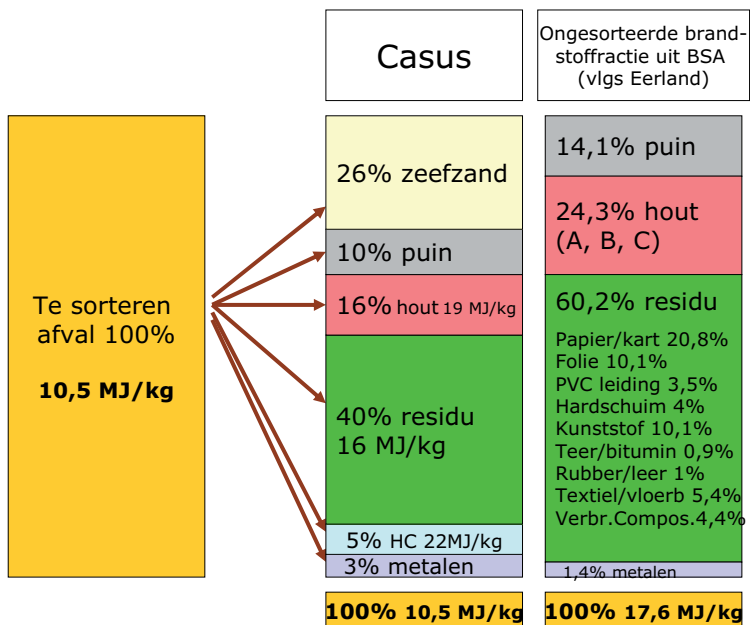 Casus
Ongesorteerde brand-
stoffractie uit BSA
(vlgs Eerland)
Te sorteren
afval 100%
10,5 MJ/kg
26% zeefzand
10% puin
16% hout 19 MJ/kg
40% residu
16 MJ/kg
5% HC 22MJ/kg
3% metalen
100% 10,5 MJ/kg
14,1% puin
24,3% hout
(A, B, C)
60,2% residu
Papier/kart 20,8%
Folie 10,1%
PVC leiding 3,5%
Hardschuim 4%
Kunststof 10,1%
Teer/bitumin 0,9%
Rubber/leer 1%
Textiel/vloerb 5,4%
Verbr.Compos.4,4%
1,4% metalen
100% 17,6 MJ/kg